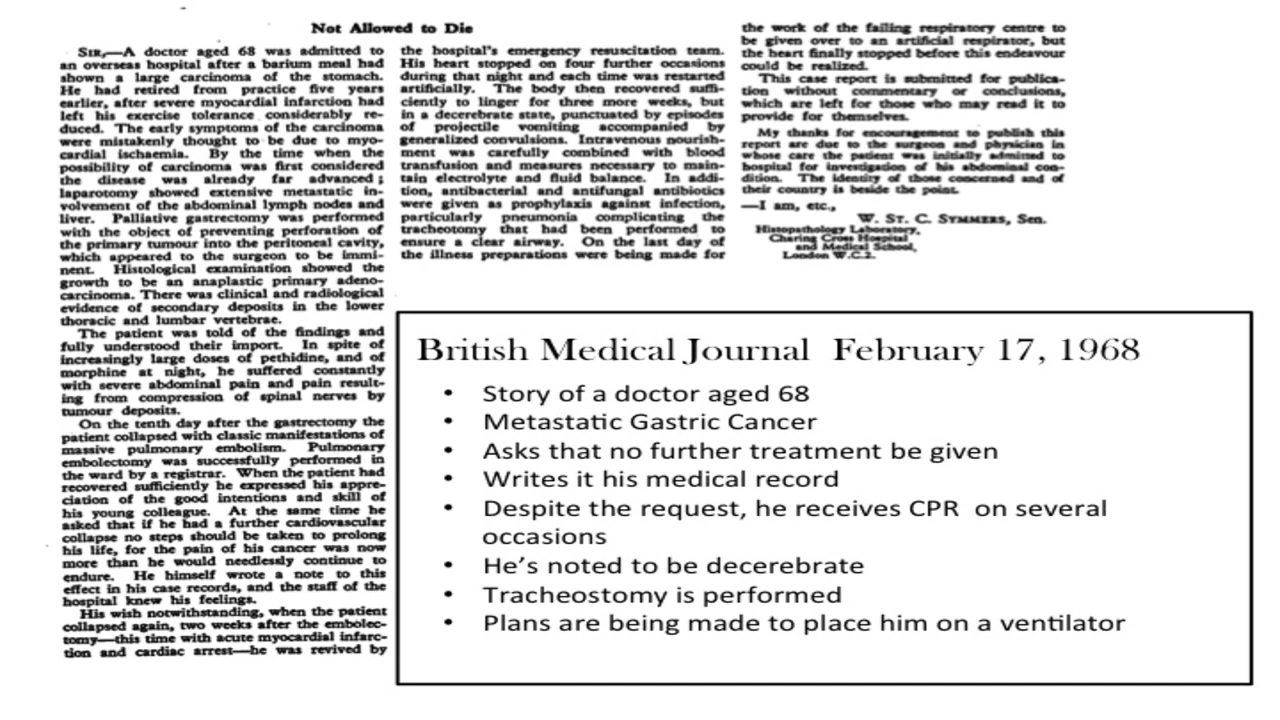 Not Allowed to Die
SIR,—A doctor aged 68 was admitted to
an overseas hospital after a barium meal had
shown a large carcinoma of the stomach.
He had retired from practice five years
earlier, after severe myocardial infarction had
left his exercise tolerance considerably re-
duced. The early symptoms of the carcinoma
were mistakenly thought to be due to myo-
cardial ischaemia. By the time when the
possibility of carcinoma was first considered
the disease was already far advanced;
laparotomy showed extensive metastatic in-
volvement of the abdominal lymph nodes and
liver. Palliative gastrectomy was performed
with the object of preventing perforation of
the primary tumour into the peritoneal cavity,
which appeared to the surgeon to be immi-
nent. Histological examination showed the
growth to be an anaplastic primary adeno-
carcinoma. There was clinical and radiological
evidence of secondary deposits in the lower
thoracic and lumbar vertebrae.
The patient was told of the findings and
fully understood their import. In spite of
increasingly large doses of pethidine, and of
morphine at night, he suffered constantly
with severe abdominal pain and pain result-
ing from compression of spinal nerves by
tumour deposits.
On the tenth day after the gastrectomy the
patient collapsed with classic manifestations of
massive pulmonary embolism. Pulmonary
embolectomy was successfully performed in
the ward by a registrar. When the patient had
recovered sufficiently he expressed his appre-
ciation of the good intentions and skill of
his young colleague. At the same time he
asked that if he had a further cardiovascular
collapse no steps should be taken to prolong
his life, for the pain of his cancer was now
more than he would needlessly continue to
endure. He himself wrote a note to this
effect in his case records, and the staff of the
hospital knew his feelings.
His wish notwithstanding, when the patient
collapsed again, two weeks after the embolec-
tomy—this time with acute myocardial infarc-
tion and cardiac arrest—he was revived by
the hospital's emergency resuscitation team.
His heart stopped on four further occasions
during that night and each time was restarted
artificially. The body then recovered suffi-
ciently to linger for three more weeks, but
in a decerebrate state, punctuated by episodes
of projectile vomiting accompanied by
generalized convulsions. Intravenous nourish-
ment was carefully combined with blood
transfusion and measures necessary to main-
tain electrolyte and fluid balance. In addi-
tion, antibacterial and antifungal antibiotics
were given as prophylaxis against infection,
particularly pneumonia complicating the
tracheotomy that had been performed to
ensure a clear airway. On the last day of
the illness preparations were being made for
the work of the failing respiratory centre to
be given over to an artificial respirator, but
the heart finally stopped before this endeavour
could be realized.
This case report is submitted for publica-
tion without commentary or conclusions,
which are left for those who may read it to
provide for themselves.
My thanks for encouragement to publish this
report are due to the surgeon and physician in
whose care the patient was initially admitted to
hospital for investigation of his abdominal con-
dition. The identity of those concerned and of
their country is beside the point.
—I am, etc.,
W. ST. C. SYMMERS, Sen.
Histopathology Laboratory,
Charing Cross Hospital
and Medical School,
London W.C.2.
British Medical Journal February 17, 1968
• Story of a doctor aged 68
• Metastatic Gastric Cancer
• Asks that no further treatment be given
• Writes it his medical record
• Despite the request, he receives CPR on several
occasions
• He's noted to be decerebrate
• Tracheostomy is performed
• Plans are being made to place him on a ventilator